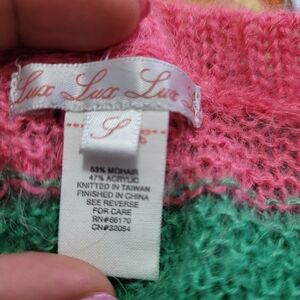 Lux Lux Lux
S
53% MOHAIR
47% ACRYLIC
KNITTED IN TAIWAN
FINISHED IN CHINA
SEE REVERSE
FOR CARE
RN#66170
CN#32054